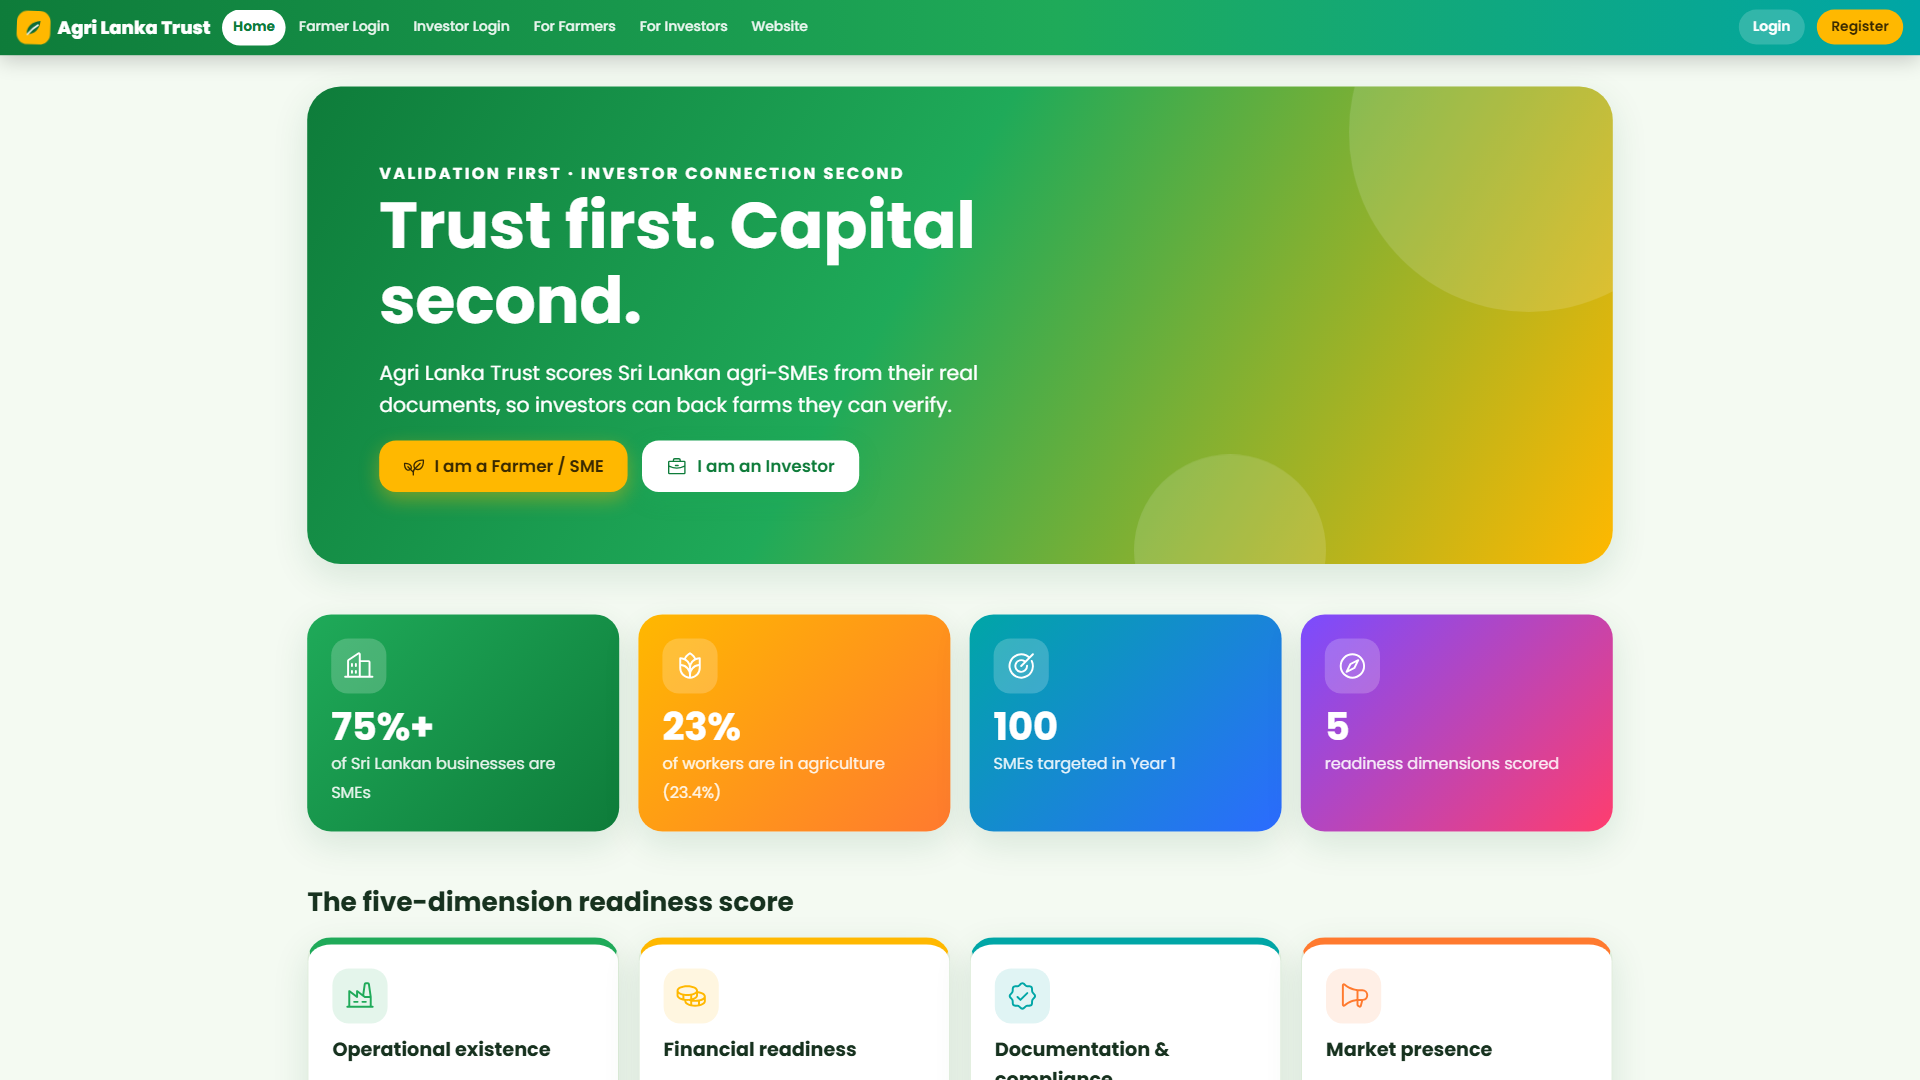 Agri Lanka Trust
Home
Farmer Login
Investor Login
For Farmers
For Investors
Website
Login
Register
VALIDATION FIRST · INVESTOR CONNECTION SECOND
Trust first. Capital
second.
Agri Lanka Trust scores Sri Lankan agri-SMEs from their real
documents, so investors can back farms they can verify.
I am a Farmer / SME
I am an Investor
75%+
of Sri Lankan businesses are
SMEs
23%
of workers are in agriculture
(23.4%)
100
SMEs targeted in Year 1
5
readiness dimensions scored
The five-dimension readiness score
Operational existence
Financial readiness
Documentation &
compliance
Market presence